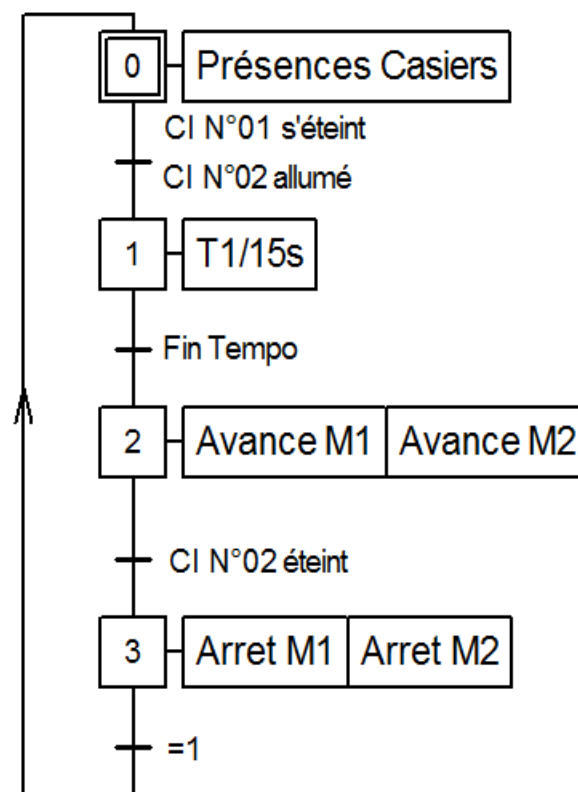 0 Présences Casiers
CI N°01 s'éteint
CI N°02 allumé
1 T1/15s
Fin Tempo
2 Avance M1 Avance M2
CI N°02 éteint
3 Arret M1 Arret M2
=1